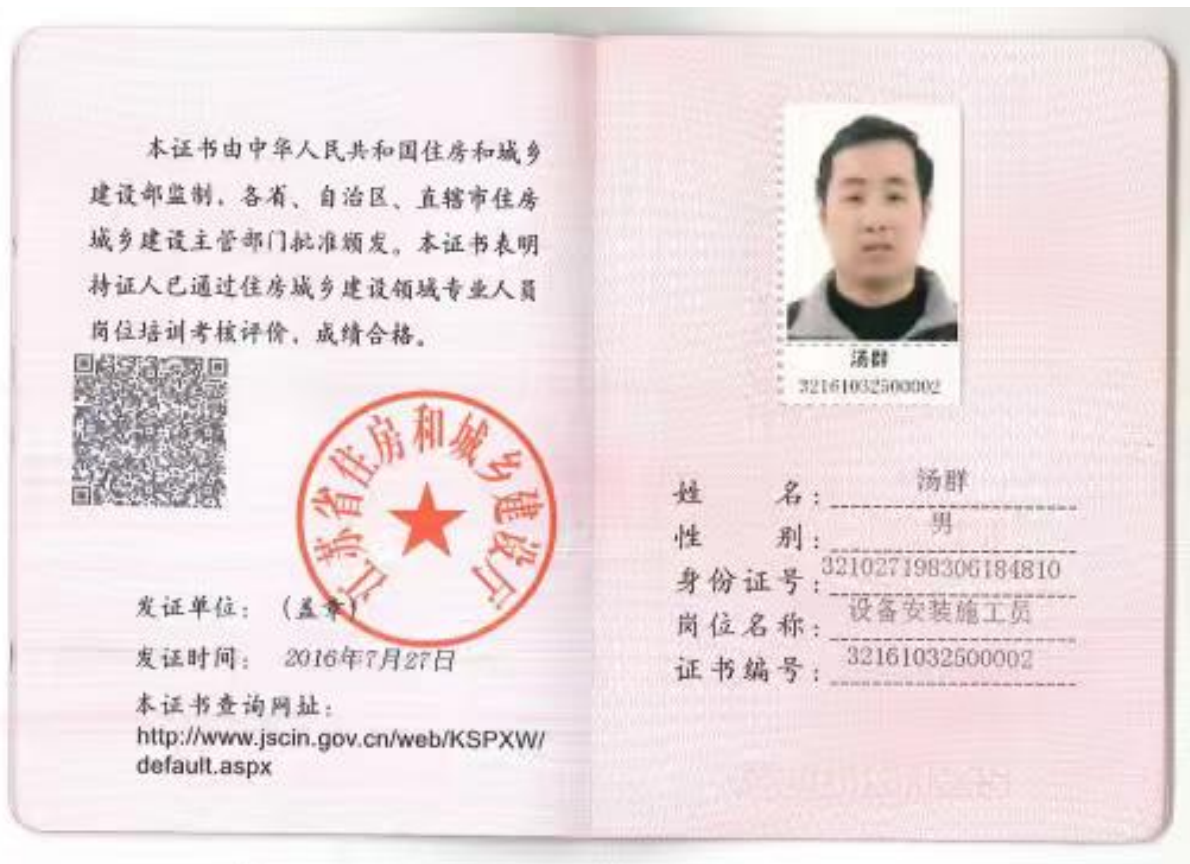 本证书由中华人民共和国住房和城乡
建设部监制，各省、自治区、直辖市住房
城乡建设主管部门批准颁发。本证书表明
持证人已通过住房城乡建设领域专业人员
岗位培训考核评价，成绩合格。
江苏省住房和城乡建设厅
发证单位：（盖章）
发证时间： 2016年7月27日
本证书查询网址：
http://www.jscin.gov.cn/web/KSPXW/
default.aspx
汤群
32161032500002
姓 名：汤群
性 别：男
身份证号：321027198306184810
岗位名称：设备安装施工员
证书编号：32161032500002